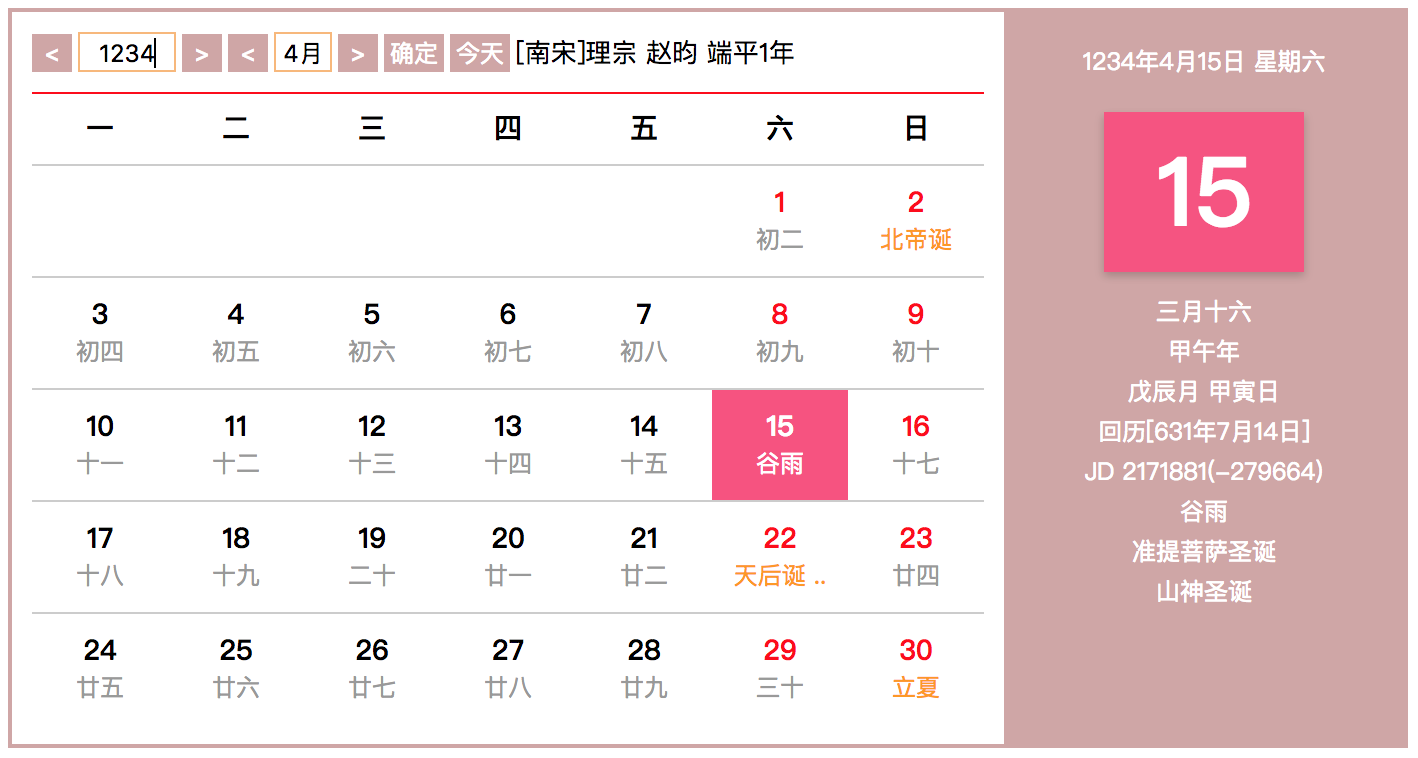 < 1234 > < 4月 > 确定 今天 [南宋]理宗 赵昀 端平1年
一 二 三 四 五 六 日
1 2
初二 北帝诞
3 4 5 6 7 8 9
初四 初五 初六 初七 初八 初九 初十
10 11 12 13 14 15 16
十一 十二 十三 十四 十五 谷雨 十七
17 18 19 20 21 22 23
十八 十九 二十 廿一 廿二 天后诞 .. 廿四
24 25 26 27 28 29 30
廿五 廿六 廿七 廿八 廿九 三十 立夏
1234年4月15日 星期六
15
三月十六
甲午年
戊辰月 甲寅日
回历[631年7月14日]
JD 2171881(-279664)
谷雨
准提菩萨圣诞
山神圣诞